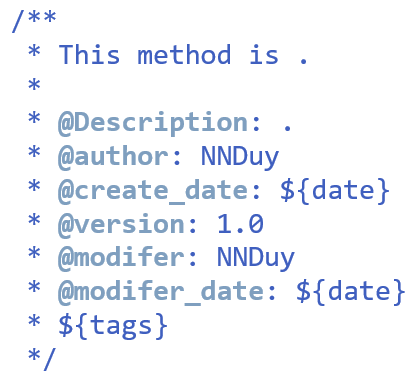 /**
 * This method is .
 *
 * @Description: .
 * @author: NNDuy
 * @create_date: ${date}
 * @version: 1.0
 * @modifer: NNDuy
 * @modifer_date: ${date}
 * ${tags}
 */